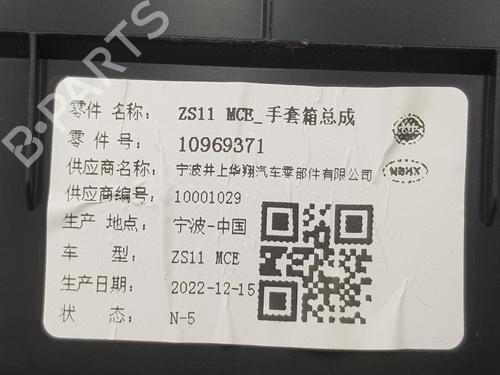 零件 名称: ZS11 MCE_手套箱总成
零 件 号: 10969371
供应商名称: 宁波井上华翔汽车零部件有限公司
供应商编号: 10001029
生产 地点: 宁波-中国
车 型: ZS11 MCE
生产日期: 2022-12-15
状 态: N-5
B-PARTS